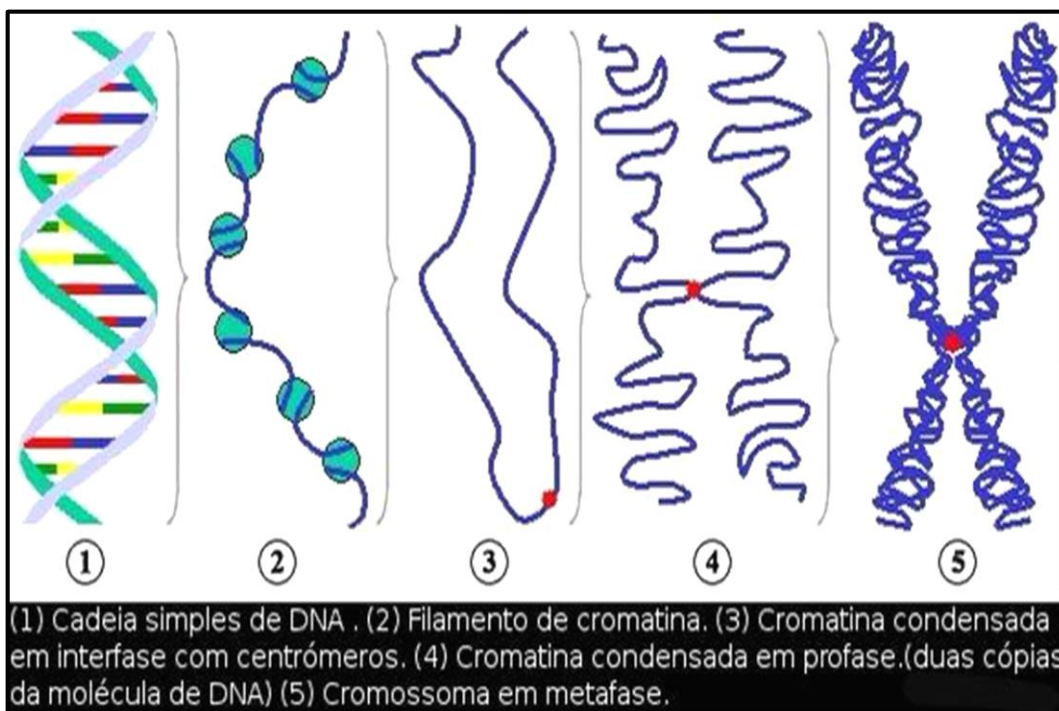 1 2 3 4 5
(1) Cadeia simples de DNA . (2) Filamento de cromatina. (3) Cromatina condensada
em interfase com centrómeros. (4) Cromatina condensada em profase.(duas cópias
da molécula de DNA) (5) Cromossoma em metafase.